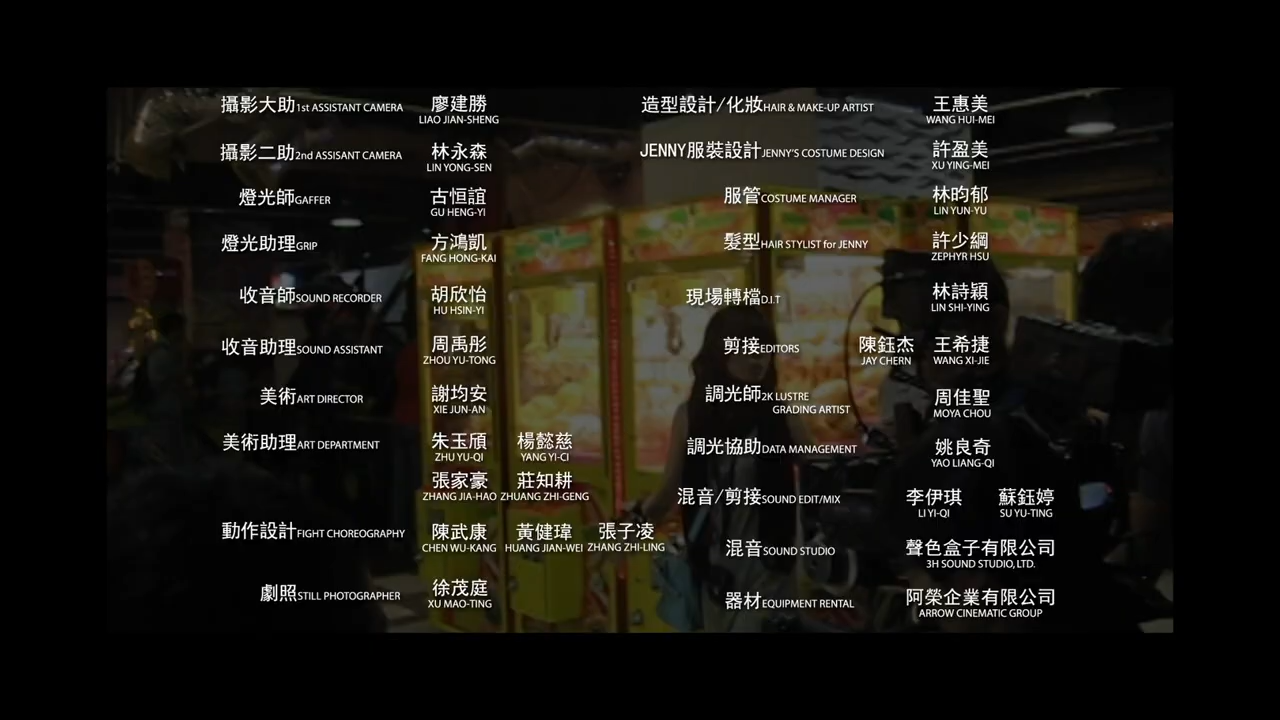 攝影大助1st ASSISTANT CAMERA 廖建勝
LIAO JIAN-SHENG
攝影二助2nd ASSISANT CAMERA 林永森
LIN YONG-SEN
燈光師GAFFER 古恒誼
GU HENG-YI
燈光助理GRIP 方鴻凱
FANG HONG-KAI
收音師SOUND RECORDER 胡欣怡
HU HSIN-YI
收音助理SOUND ASSISTANT 周禹彤
ZHOU YU-TONG
美術ART DIRECTOR 謝均安
XIE JUN-AN
美術助理ART DEPARTMENT 朱玉頎 楊懿慈
ZHU YU-QI YANG YI-CI
張家豪 莊知耕
ZHANG JIA-HAO ZHUANG ZHI-GENG
動作設計FIGHT CHOREOGRAPHY 陳武康 黃健瑋 張子凌
CHEN WU-KANG HUANG JIAN-WEI ZHANG ZHI-LING
劇照STILL PHOTOGRAPHER 徐茂庭
XU MAO-TING
造型設計/化妝HAIR & MAKE-UP ARTIST 王惠美
WANG HUI-MEI
JENNY服裝設計JENNY'S COSTUME DESIGN 許盈美
XU YING-MEI
服管COSTUME MANAGER 林昀郁
LIN YUN-YU
髮型HAIR STYLIST for JENNY 許少綱
ZEPHYR HSU
現場轉檔D.I.T 林詩穎
LIN SHI-YING
剪接EDITORS 陳鈺杰 王希捷
JAY CHERN WANG XI-JIE
調光師2K LUSTRE
GRADING ARTIST 周佳聖
MOYA CHOU
調光協助DATA MANAGEMENT 姚良奇
YAO LIANG-QI
混音/剪接SOUND EDIT/MIX 李伊琪 蘇鈺婷
LI YI-QI SU YU-TING
混音SOUND STUDIO 聲色盒子有限公司
3H SOUND STUDIO, LTD.
器材EQUIPMENT RENTAL 阿榮企業有限公司
ARROW CINEMATIC GROUP